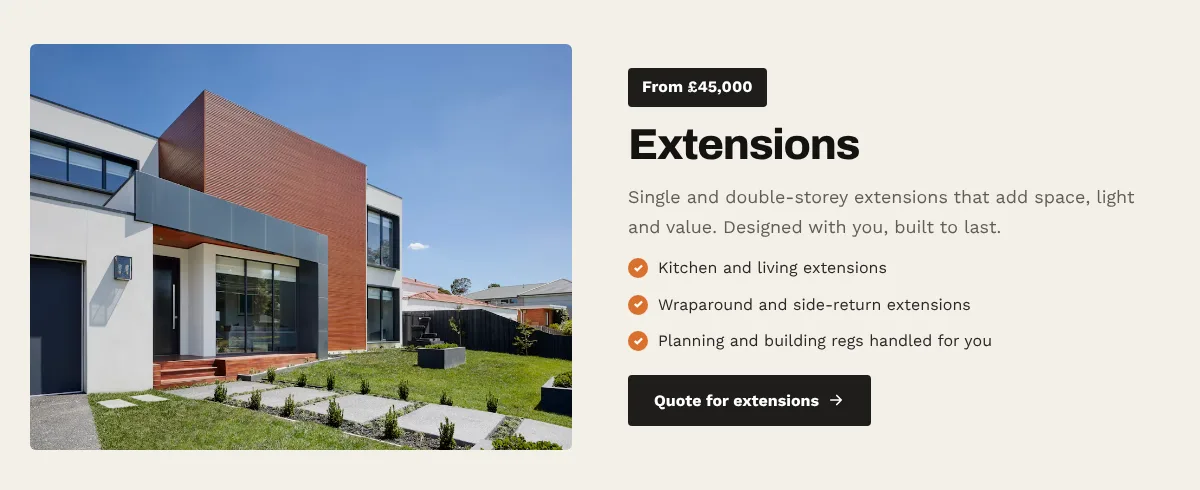 From £45,000
Extensions
Single and double-storey extensions that add space, light
and value. Designed with you, built to last.
Kitchen and living extensions
Wraparound and side-return extensions
Planning and building regs handled for you
Quote for extensions →